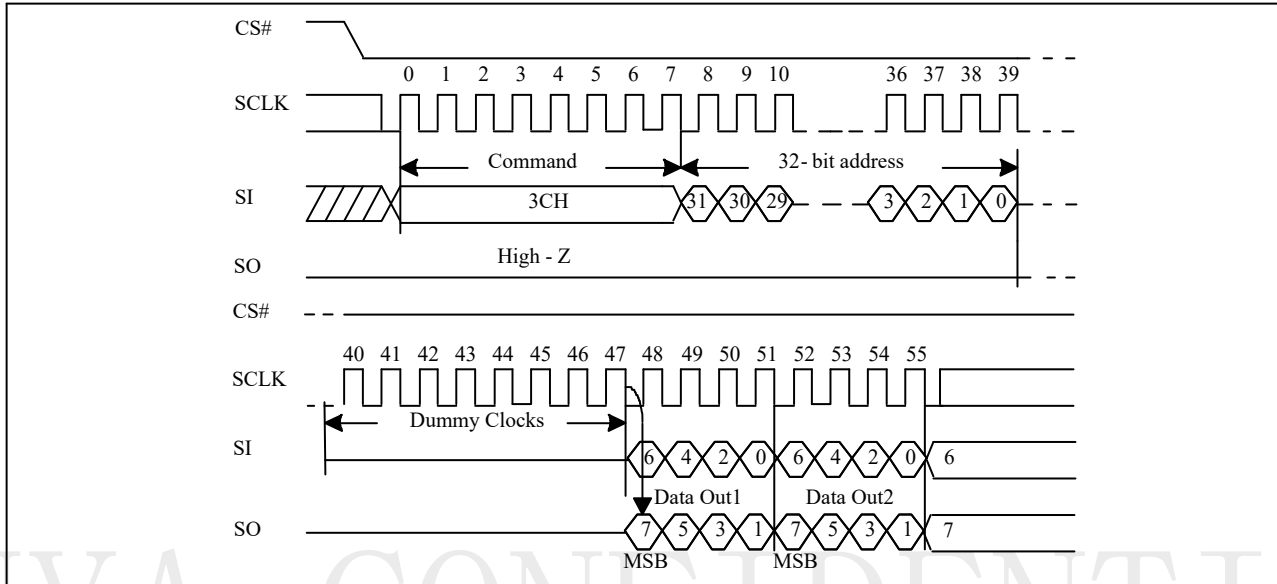 CS#
0 1 2 3 4 5 6 7 8 9 10 36 37 38 39
SCLK
Command 32- bit address
SI 3CH 31 30 29 3 2 1 0
High - Z
SO
CS#
40 41 42 43 44 45 46 47 48 49 50 51 52 53 54 55
SCLK
Dummy Clocks
SI 6 4 2 0 6 4 2 0 6
Data Out1 Data Out2
SO 7 5 3 1 7 5 3 1 7
MSB MSB